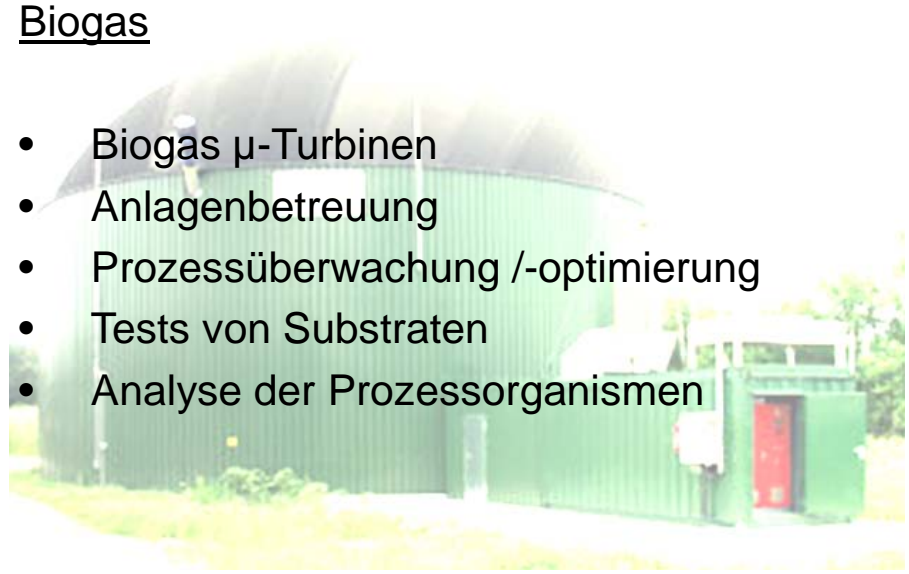 Biogas
• Biogas µ-Turbinen
• Anlagenbetreuung
• Prozessüberwachung /-optimierung
• Tests von Substraten
• Analyse der Prozessorganismen